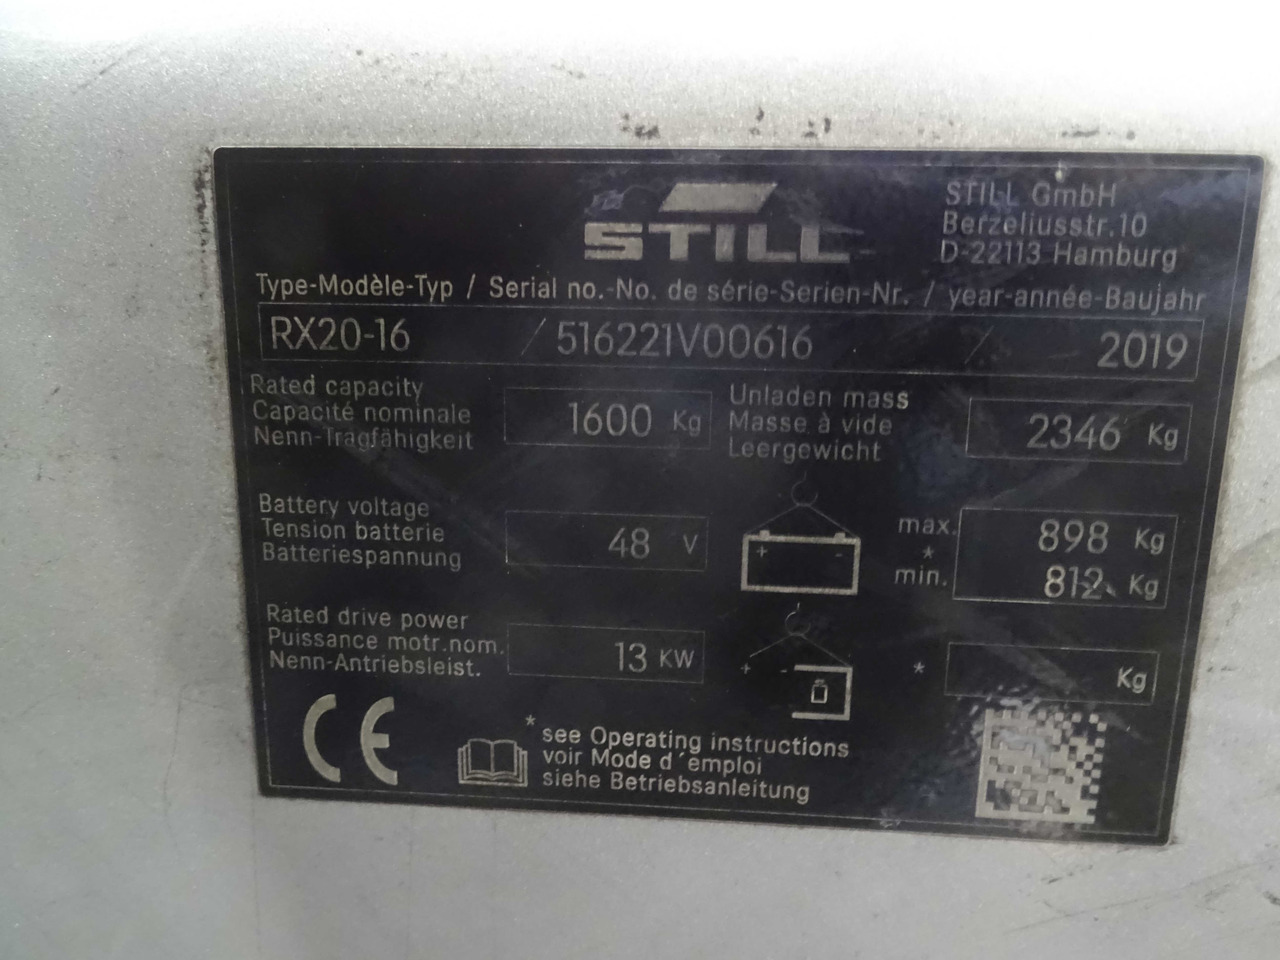 STILL
STILL GmbH
Berzeliusstr.10
D-22113 Hamburg
Type-Modèle-Typ / Serial no.-No. de série-Serien-Nr. / year-année-Baujahr
RX20-16 / 516221V00616 / 2019
Rated capacity
Capacité nominale
Nenn-Tragfähigkeit
1600 Kg
Unladen mass
Masse à vide
Leergewicht
2346 Kg
Battery voltage
Tension batterie
Batteriespannung
48 V
+ -
max.
*
min.
898 Kg
812 Kg
Rated drive power
Puissance motr.nom.
Nenn-Antriebsleist.
13 KW
+ -
* Kg
CE
* see Operating instructions
voir Mode d'emploi
siehe Betriebsanleitung